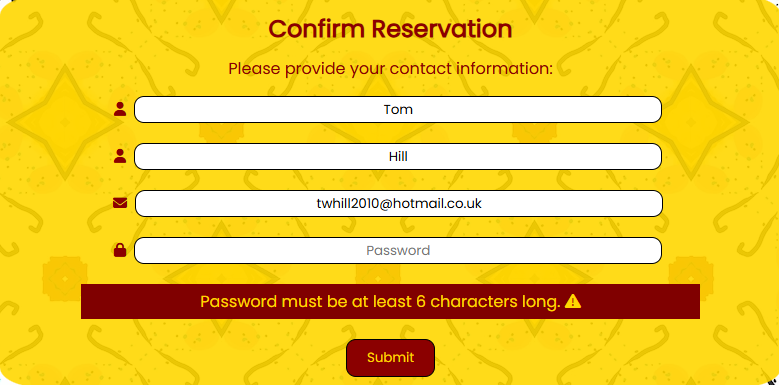 Confirm Reservation
Please provide your contact information:
Tom
Hill
twhill2010@hotmail.co.uk
Password
Password must be at least 6 characters long.
Submit